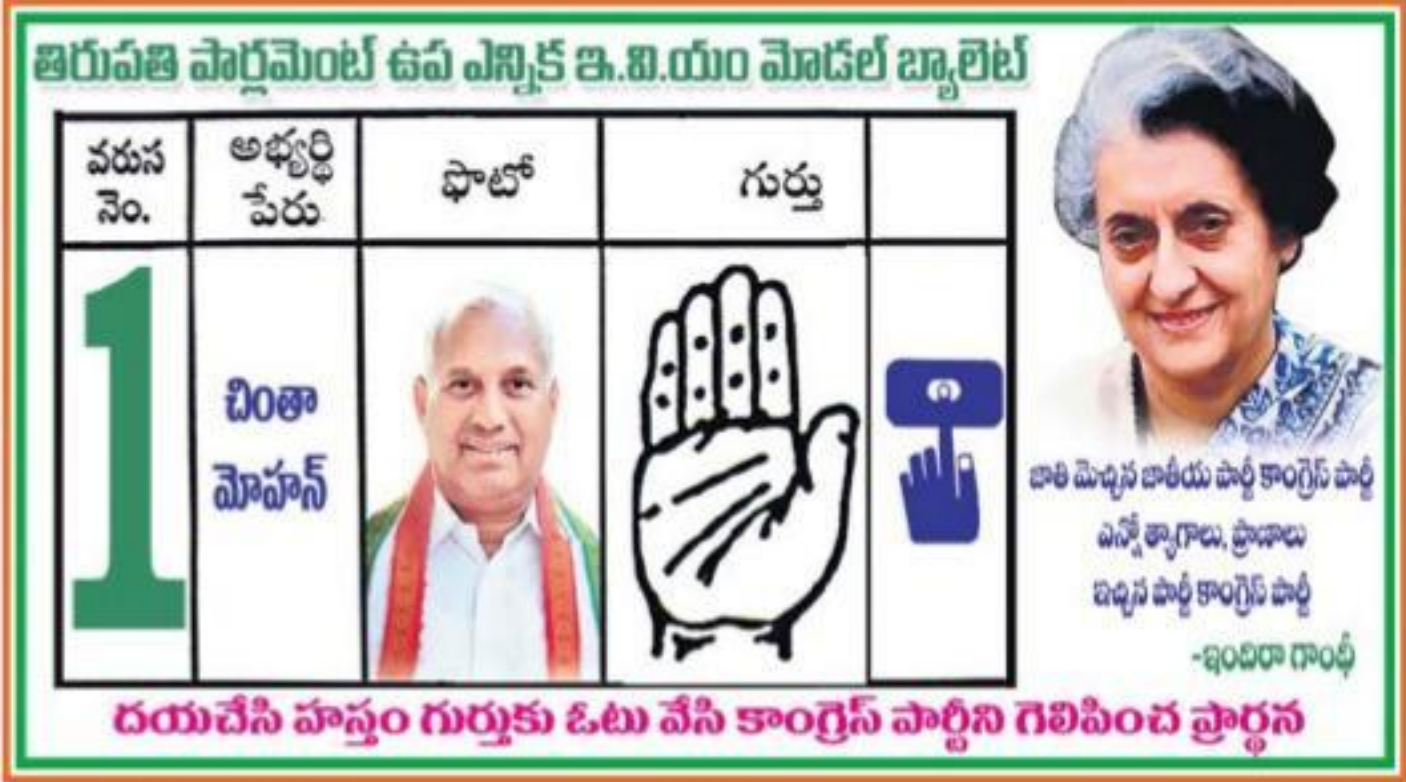 తిరుపతి పార్లమెంట్ ఉప ఎన్నిక ఇ.వి.యం మోడల్ బ్యాలెట్
వరుస
నెం.
అభ్యర్థి
పేరు
ఫొటో
గుర్తు
1
చింతా
మోహన్
జాతి మెచ్చిన జాతీయ పార్టీ కాంగ్రెస్ పార్టీ
ఎన్నో త్యాగాలు, ప్రాణాలు
ఇచ్చిన పార్టీ కాంగ్రెస్ పార్టీ
-ఇందిరా గాంధీ
దయచేసి హస్తం గుర్తుకు ఓటు వేసి కాంగ్రెస్ పార్టీని గెలిపించ ప్రార్థన